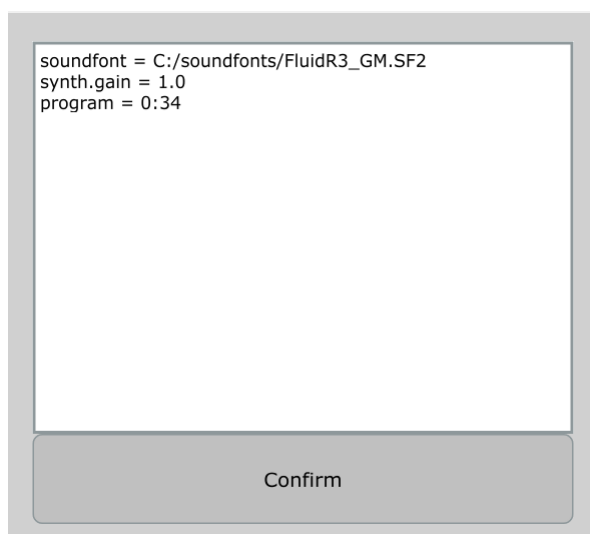 soundfont = C:/soundfonts/FluidR3_GM.SF2
synth.gain = 1.0
program = 0:34
Confirm